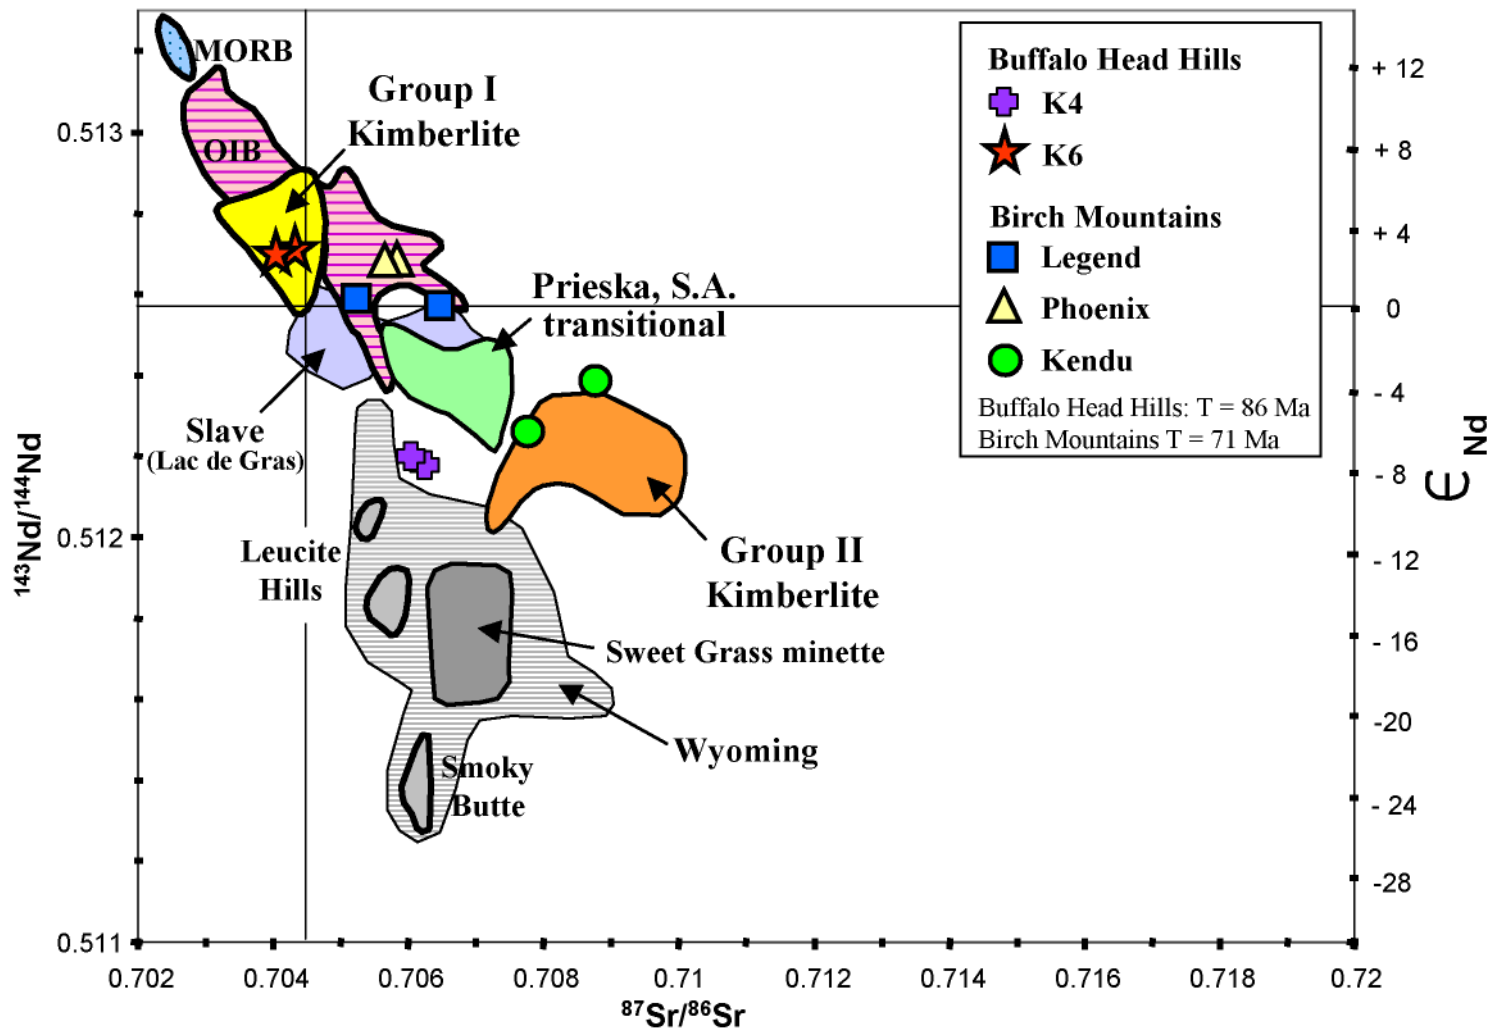 MORB
Group I
Kimberlite
OIB
Prieska, S.A.
transitional
Slave
(Lac de Gras)
Leucite
Hills
Group II
Kimberlite
Sweet Grass minette
Wyoming
Smoky
Butte
Buffalo Head Hills
K4
K6
Birch Mountains
Legend
Phoenix
Kendu
Buffalo Head Hills: T = 86 Ma
Birch Mountains T = 71 Ma
0.513
0.512
0.511
¹⁴³Nd/¹⁴⁴Nd
0.702
0.704
0.706
0.708
0.71
0.712
0.714
0.716
0.718
0.72
⁸⁷Sr/⁸⁶Sr
+ 12
+ 8
+ 4
0
- 4
- 8
- 12
- 16
-20
- 24
-28
ϵ Nd